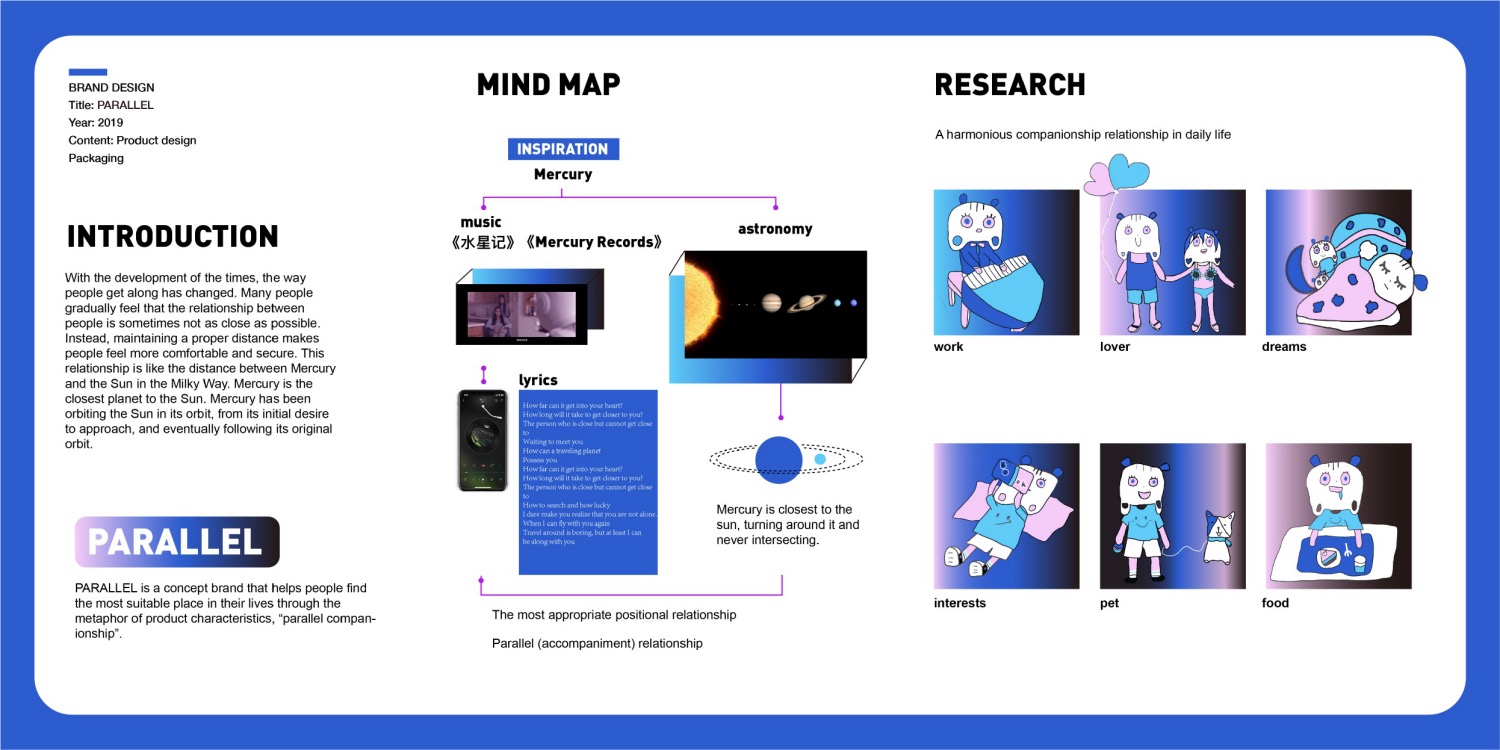 BRAND DESIGN
Title: PARALLEL
Year: 2019
Content: Product design
Packaging
INTRODUCTION
With the development of the times, the way
people get along has changed. Many people
gradually feel that the relationship between
people is sometimes not as close as possible.
Instead, maintaining a proper distance makes
people feel more comfortable and secure. This
relationship is like the distance between Mercury
and the Sun in the Milky Way. Mercury is the
closest planet to the Sun. Mercury has been
orbiting the Sun in its orbit, from its initial desire
to approach, and eventually following its original
orbit.
PARALLEL
PARALLEL is a concept brand that helps people find
the most suitable place in their lives through the
metaphor of product characteristics, “parallel compan-
ionship”.
MIND MAP
INSPIRATION
Mercury
music
《水星记》《Mercury Records》
astronomy
lyrics
How far can it get into your heart?
How long will it take to get closer to you?
The person who is close but cannot get close
to
Waiting to meet you
How can a traveling planet
Possess you
How far can it get into your heart?
How long will it take to get closer to you?
The person who is close but cannot get close
to
How to search and how lucky
I dare make you realize that you are not alone.
When I can fly with you again
Travel around is boring, but at least I can
be along with you
Mercury is closest to the
sun, turning around it and
never intersecting.
The most appropriate positional relationship
Parallel (accompaniment) relationship
RESEARCH
A harmonious companionship relationship in daily life
work
lover
dreams
interests
pet
food